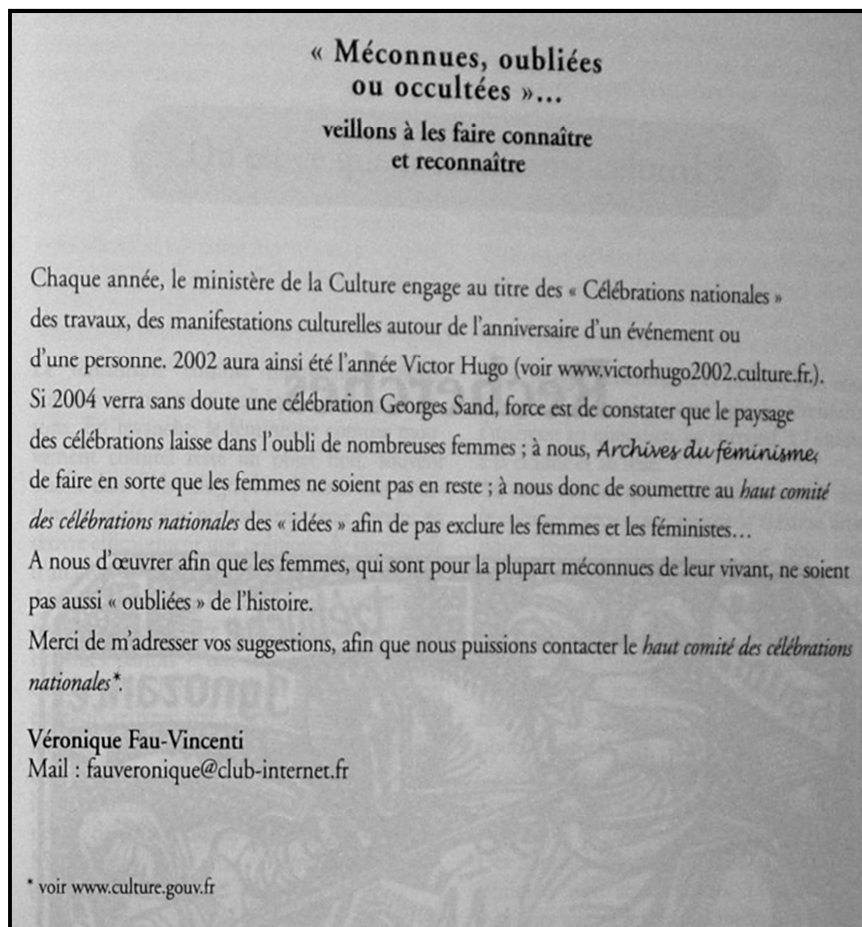 « Méconnues, oubliées
ou occultées »...
veillons à les faire connaître
et reconnaître
Chaque année, le ministère de la Culture engage au titre des « Célébrations nationales »
des travaux, des manifestations culturelles autour de l'anniversaire d'un événement ou
d'une personne. 2002 aura ainsi été l'année Victor Hugo (voir www.victorhugo2002.culture.fr.).
Si 2004 verra sans doute une célébration Georges Sand, force est de constater que le paysage
des célébrations laisse dans l'oubli de nombreuses femmes ; à nous, Archives du féminisme,
de faire en sorte que les femmes ne soient pas en reste ; à nous donc de soumettre au haut comité
des célébrations nationales des « idées » afin de pas exclure les femmes et les féministes...
A nous d'œuvrer afin que les femmes, qui sont pour la plupart méconnues de leur vivant, ne soient
pas aussi « oubliées » de l'histoire.
Merci de m'adresser vos suggestions, afin que nous puissions contacter le haut comité des célébrations
nationales*.
Véronique Fau-Vincenti
Mail : fauveronique@club-internet.fr
* voir www.culture.gouv.fr